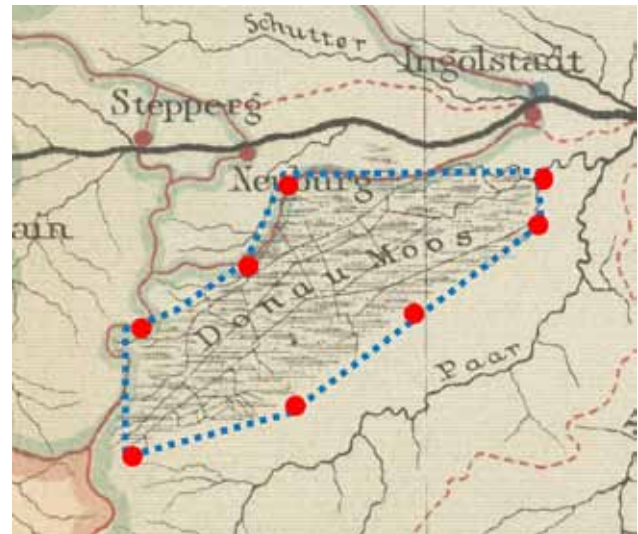 Schutter
Ingolstadt
Stepperg
Neuburg
ain
Donau Moos
Paar